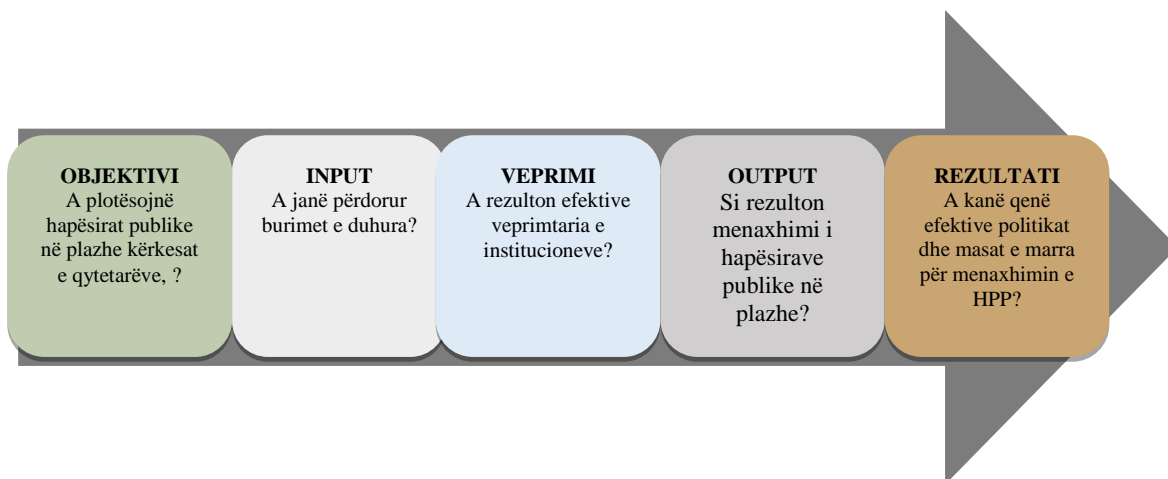 OBJEKTIVI
A plotësojnë
hapësirat publike
në plazhe kërkesat
e qytetarëve, ?
INPUT
A janë përdorur
burimet e duhura?
VEPRIMI
A rezulton efektive
veprimtaria e
institucioneve?
OUTPUT
Si rezulton
menaxhimi i
hapësirave
publike në
plazhe?
REZULTATI
A kanë qenë
efektive politikat
dhe masat e marra
për menaxhimin e
HPP?